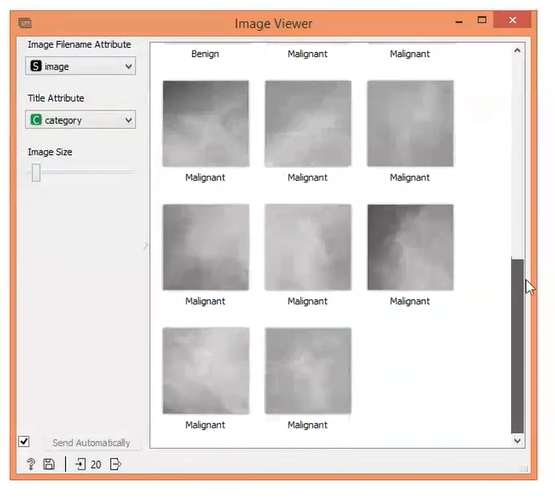 Image Viewer
Image Filename Attribute
S image
Title Attribute
C category
Image Size
Send Automatically
? 20
Benign Malignant Malignant
Malignant Malignant Malignant
Malignant Malignant Malignant
Malignant Malignant